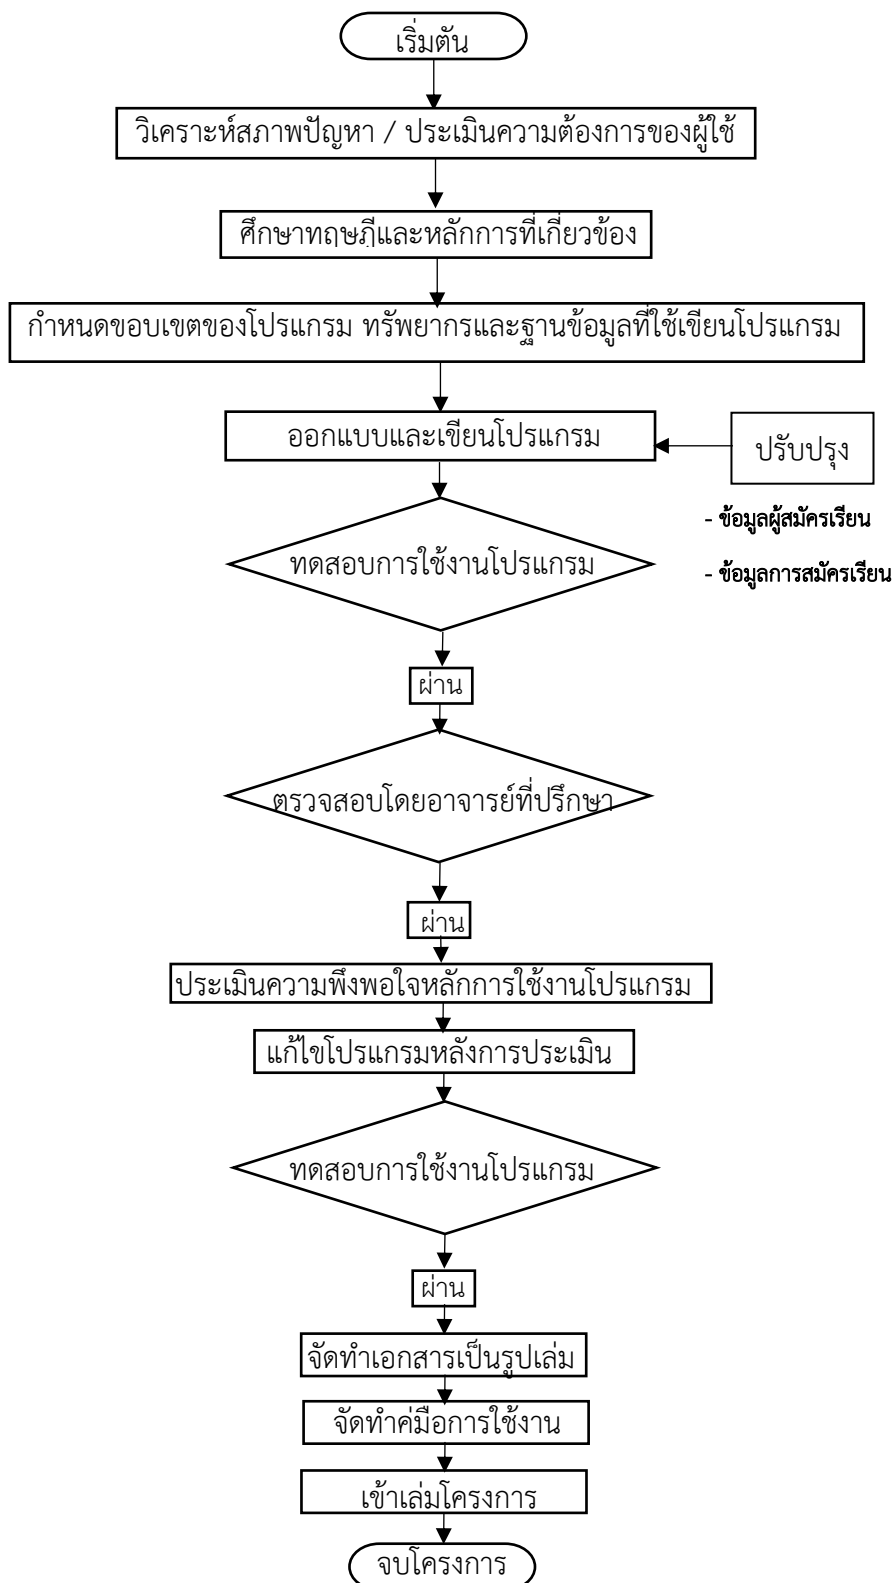 เริ่มตัน
วิเคราะห์สภาพปัญหา / ประเมินความต้องการของผู้ใช้
ศึกษาทฤษฎีและหลักการที่เกี่ยวข้อง
กำหนดขอบเขตของโปรแกรม ทรัพยากรและฐานข้อมูลที่ใช้เขียนโปรแกรม
ออกแบบและเขียนโปรแกรม
ปรับปรุง
- ข้อมูลผู้สมัครเรียน
ทดสอบการใช้งานโปรแกรม
- ข้อมูลการสมัครเรียน
ผ่าน
ตรวจสอบโดยอาจารย์ที่ปรึกษา
ผ่าน
ประเมินความพึงพอใจหลักการใช้งานโปรแกรม
แก้ไขโปรแกรมหลังการประเมิน
ทดสอบการใช้งานโปรแกรม
ผ่าน
จัดทำเอกสารเป็นรูปเล่ม
จัดทำค่มือการใช้งาน
เข้าเล่มโครงการ
จบโครงการ